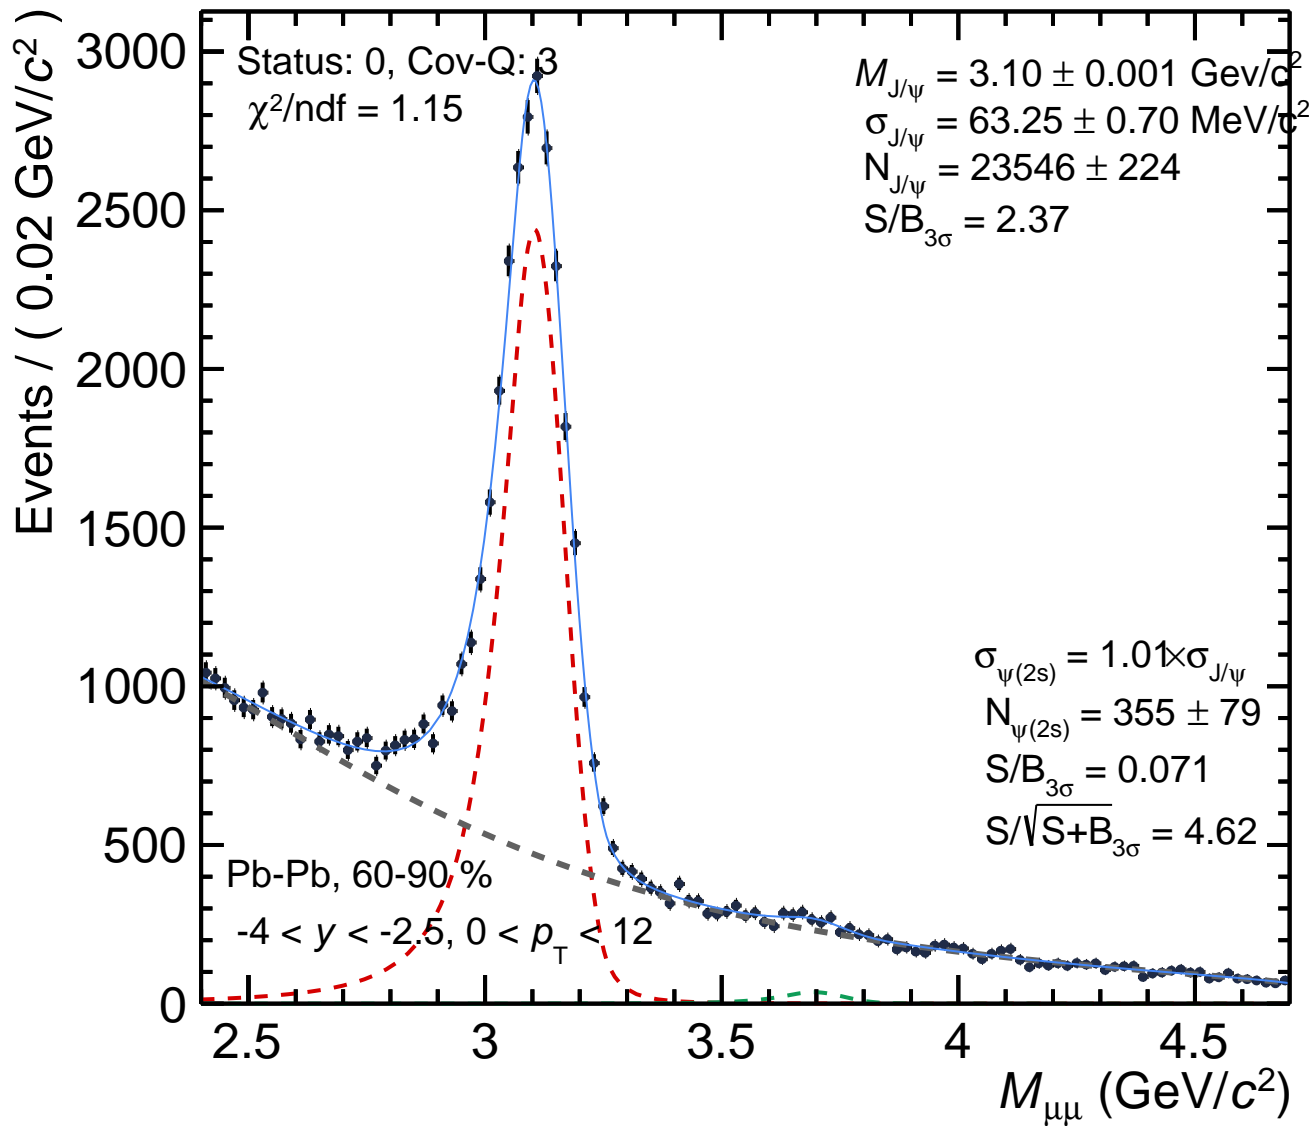 Events / ( 0.02 GeV/c²)
3000
2500
2000
1500
1000
500
0
Status: 0, Cov-Q: 3
χ²/ndf = 1.15
M_J/ψ = 3.10 ± 0.001 Gev/c²
σ_J/ψ = 63.25 ± 0.70 MeV/c²
N_J/ψ = 23546 ± 224
S/B_3σ = 2.37
σ_ψ(2s) = 1.01×σ_J/ψ
N_ψ(2s) = 355 ± 79
S/B_3σ = 0.071
S/√S+B_3σ = 4.62
Pb-Pb, 60-90 %
-4 < y < -2.5, 0 < p_T < 12
2.5 3 3.5 4 4.5
M_μμ (GeV/c²)